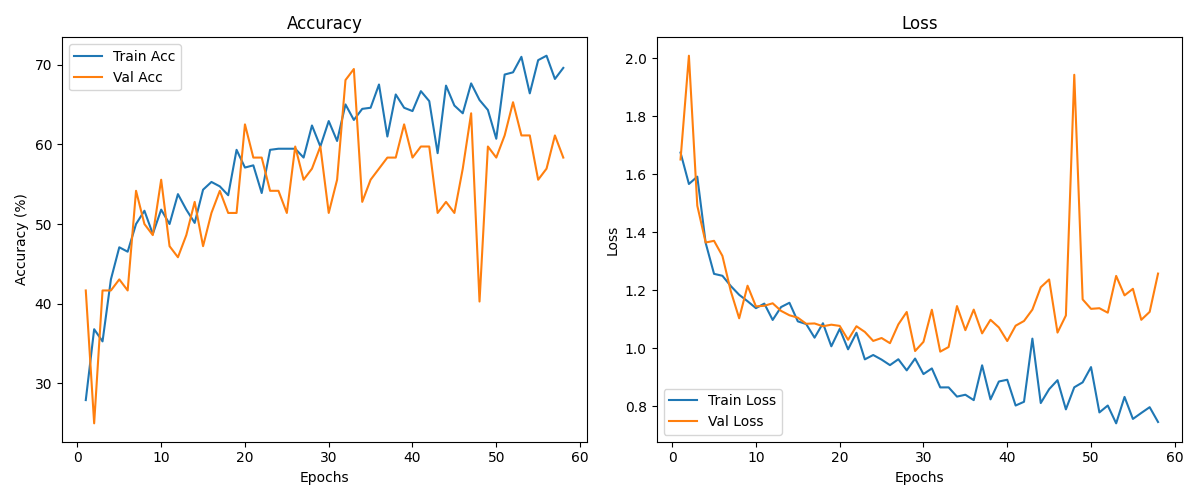 Accuracy
Train Acc
Val Acc
70
60
50
40
30
Accuracy (%)
0 10 20 30 40 50 60
Epochs
Loss
2.0
1.8
1.6
1.4
1.2
1.0
0.8
Loss
Train Loss
Val Loss
0 10 20 30 40 50 60
Epochs